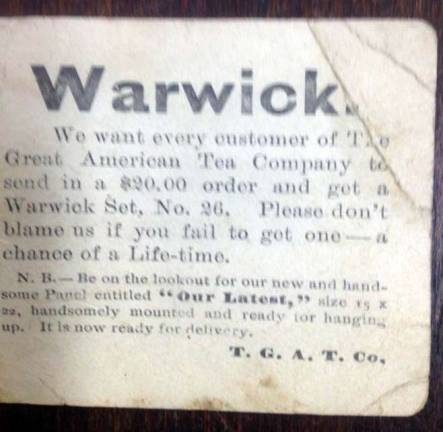 Warwick.
We want every customer of The
Great American Tea Company to
send in a $20.00 order and get a
Warwick Set, No. 26. Please don't
blame us if you fail to get one—a
chance of a Life-time.
N. B.—Be on the lookout for our new and hand-
some Panel entitled "Our Latest," size 15 x
22, handsomely mounted and ready for hanging
up. It is now ready for delivery.
T. G. A. T. Co,